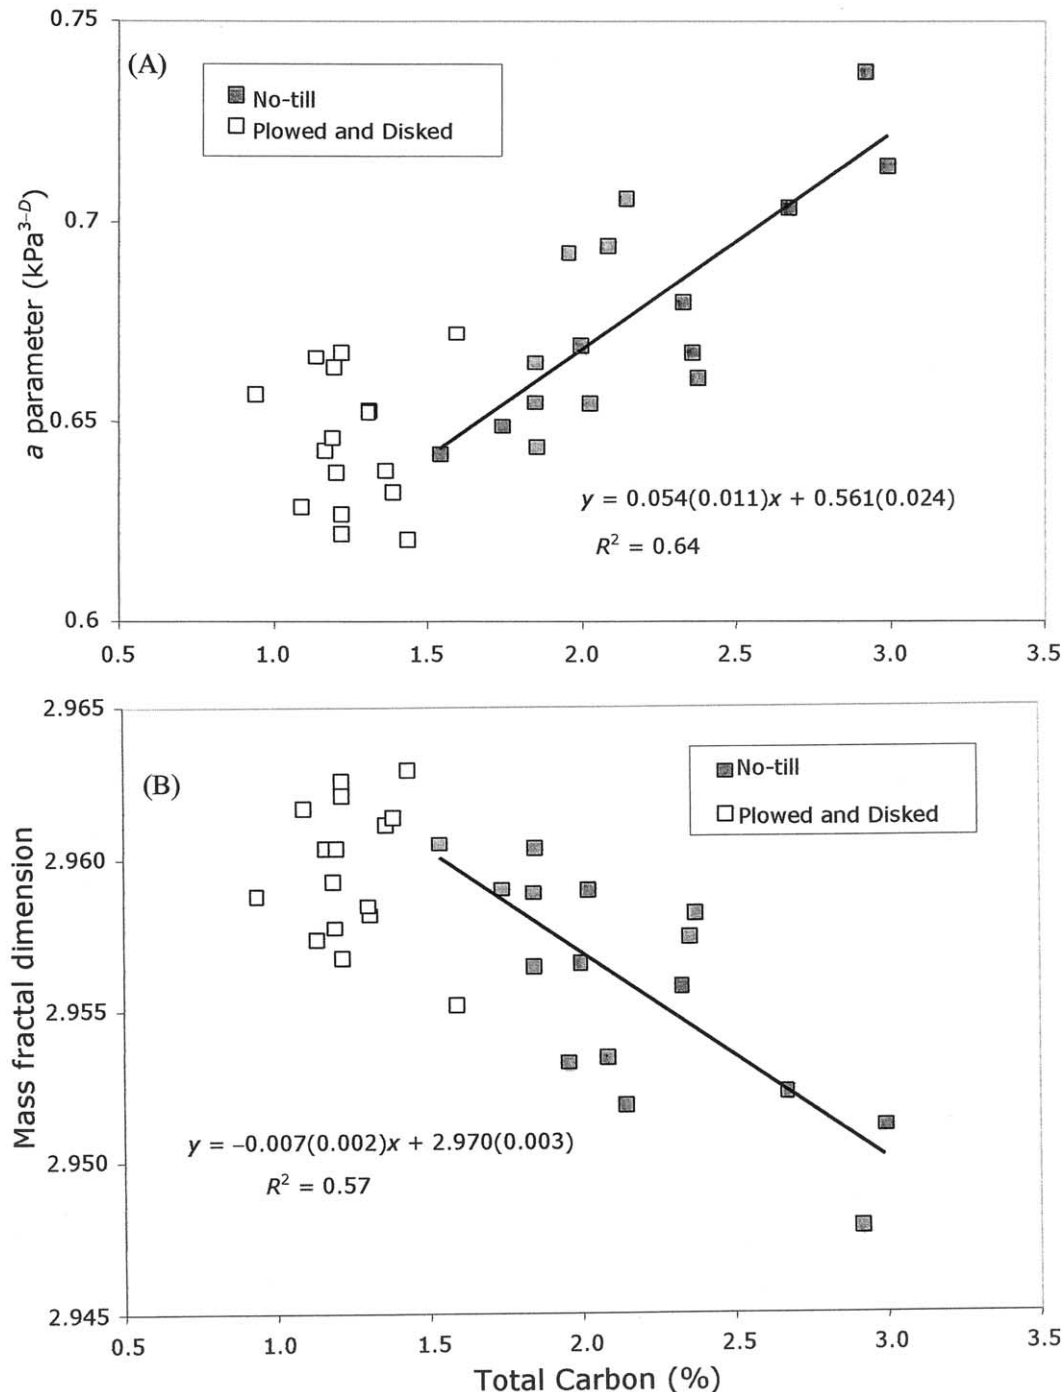 0.75
(A)
No-till
Plowed and Disked
0.7
a parameter (kPa³⁻ᴰ)
0.65
y = 0.054(0.011)x + 0.561(0.024)
R² = 0.64
0.6
0.5 1.0 1.5 2.0 2.5 3.0 3.5
2.965
(B)
No-till
Plowed and Disked
2.960
Mass fractal dimension
2.955
y = –0.007(0.002)x + 2.970(0.003)
2.950
R² = 0.57
2.945
0.5 1.0 1.5 2.0 2.5 3.0 3.5
Total Carbon (%)